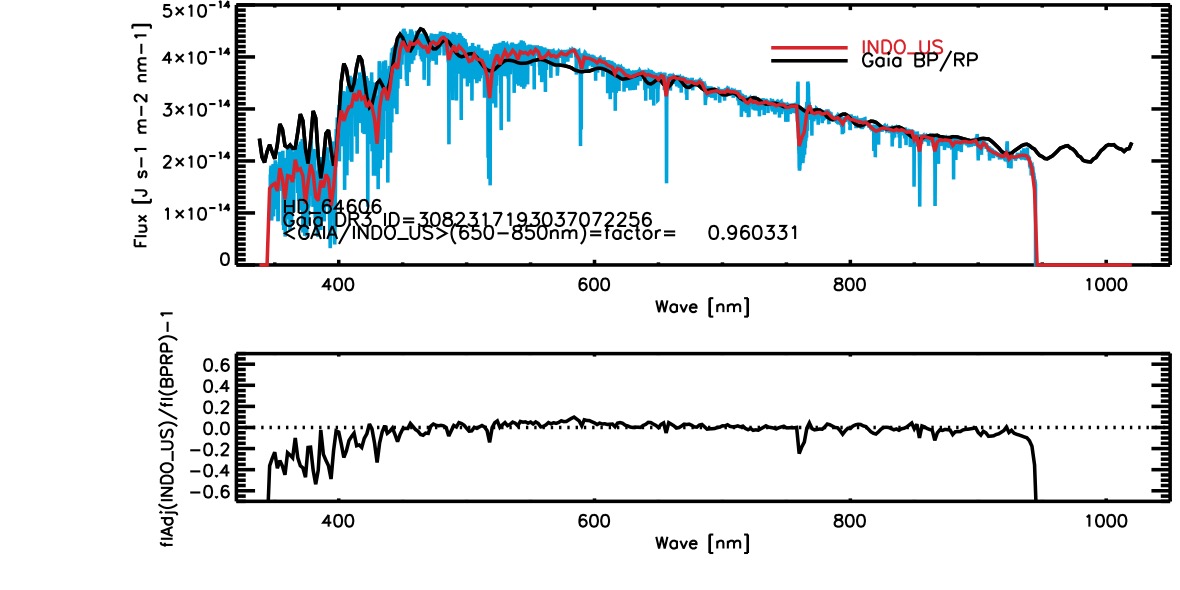 5×10⁻¹⁴
4×10⁻¹⁴
3×10⁻¹⁴
2×10⁻¹⁴
1×10⁻¹⁴
0
Flux [J s−1 m−2 nm−1]
INDO_US
Gaia BP/RP
HD_64606
Gaia DR3 ID=3082317193037072256
<GAIA/INDO_US>(650−850nm)=factor= 0.960331
400 600 800 1000
Wave [nm]
flAdj(INDO_US)/fl(BPRP)−1
0.6
0.4
0.2
0.0
−0.2
−0.4
−0.6
400 600 800 1000
Wave [nm]